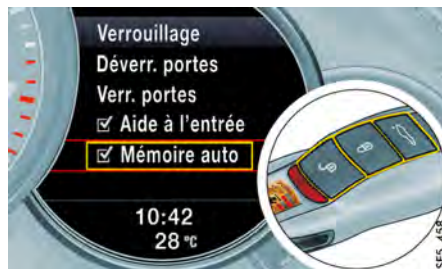 Verrouillage
Déverr. portes
Verr. portes
Aide à l'entrée
Mémoire auto
10:42
28 °C